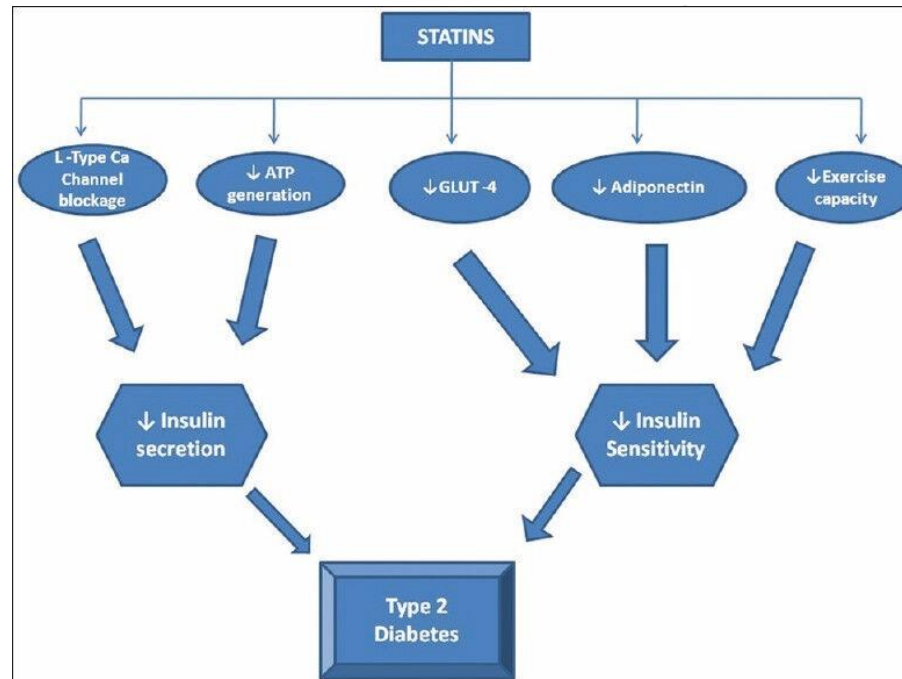 STATINS
L -Type Ca
Channel
blockage
↓ ATP
generation
↓GLUT -4
↓ Adiponectin
↓Exercise
capacity
↓ Insulin
secretion
↓ Insulin
Sensitivity
Type 2
Diabetes